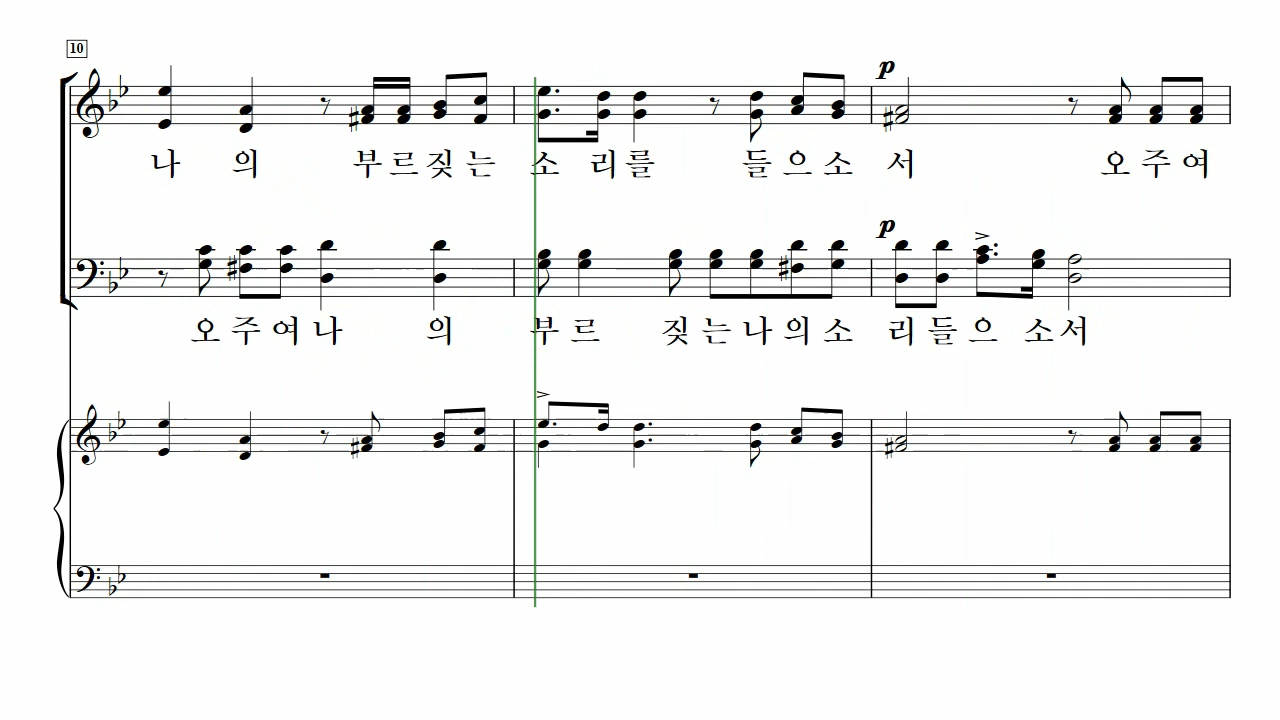 10
p
나 의 부르짖는 소 리를 들으소 서 오주여
p
오주여나 의 부르 짖는나의소 리들으 소서